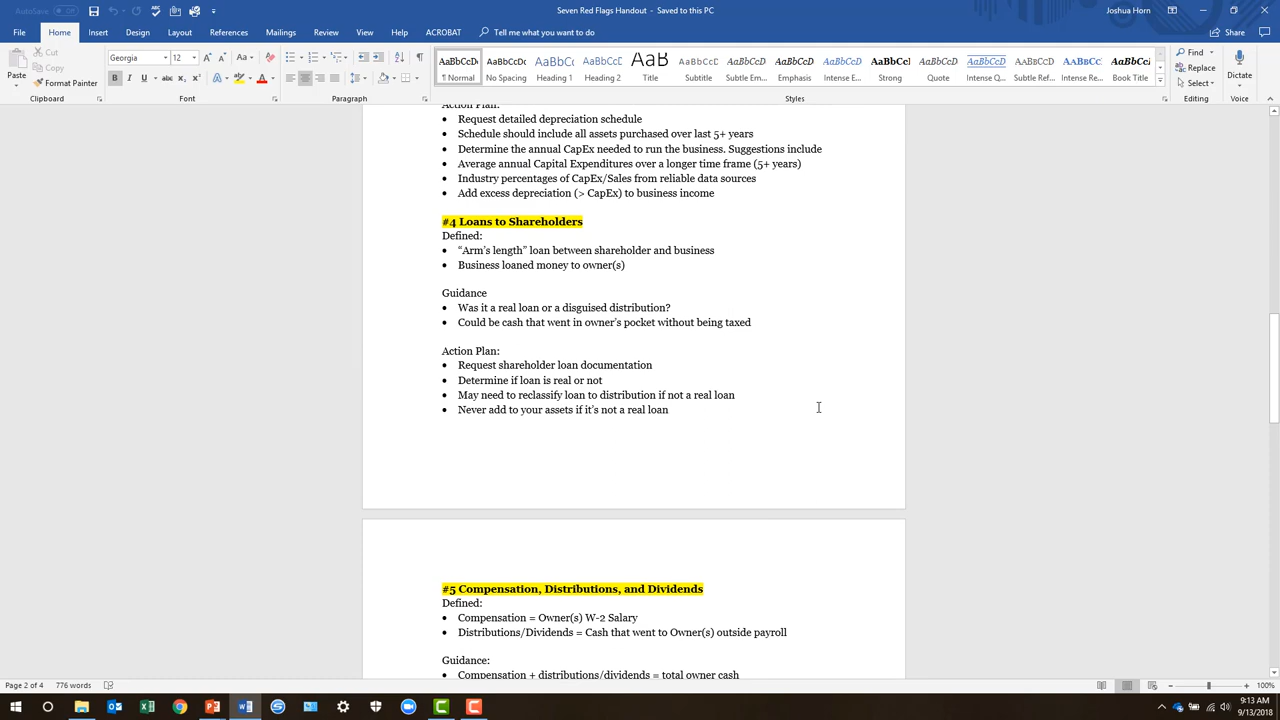 Seven Red Flags Handout - Saved to this PC
Joshua Horn
File Home Insert Design Layout References Mailings Review View Help ACROBAT Tell me what you want to do
Share
Cut
Copy
Format Painter
Paste
Clipboard
Georgia 12
Font
Paragraph
AaBbCcDc AaBbCcDc AaBbCc AaBbCcI AaB AaBbCcD AaBbCcD AaBbCcD AaBbCcD AaBbCcI AaBbCcD AaBbCcD AaBbCcI AaBbCcD AaBbCcD
¶ Normal No Spacing Heading 1 Heading 2 Title Subtitle Subtle Em... Emphasis Intense E... Strong Quote Intense Q... Subtle Ref... Intense Re... Book Title
Styles
Find
Replace
Select
Editing
Dictate
Voice
Action Plan:
• Request detailed depreciation schedule
• Schedule should include all assets purchased over last 5+ years
• Determine the annual CapEx needed to run the business. Suggestions include
• Average annual Capital Expenditures over a longer time frame (5+ years)
• Industry percentages of CapEx/Sales from reliable data sources
• Add excess depreciation (> CapEx) to business income
#4 Loans to Shareholders
Defined:
• “Arm’s length” loan between shareholder and business
• Business loaned money to owner(s)
Guidance
• Was it a real loan or a disguised distribution?
• Could be cash that went in owner’s pocket without being taxed
Action Plan:
• Request shareholder loan documentation
• Determine if loan is real or not
• May need to reclassify loan to distribution if not a real loan
• Never add to your assets if it’s not a real loan
#5 Compensation, Distributions, and Dividends
Defined:
• Compensation = Owner(s) W-2 Salary
• Distributions/Dividends = Cash that went to Owner(s) outside payroll
Guidance:
• Compensation + distributions/dividends = total owner cash
Page 2 of 4 776 words
100%
9:13 AM
9/13/2018